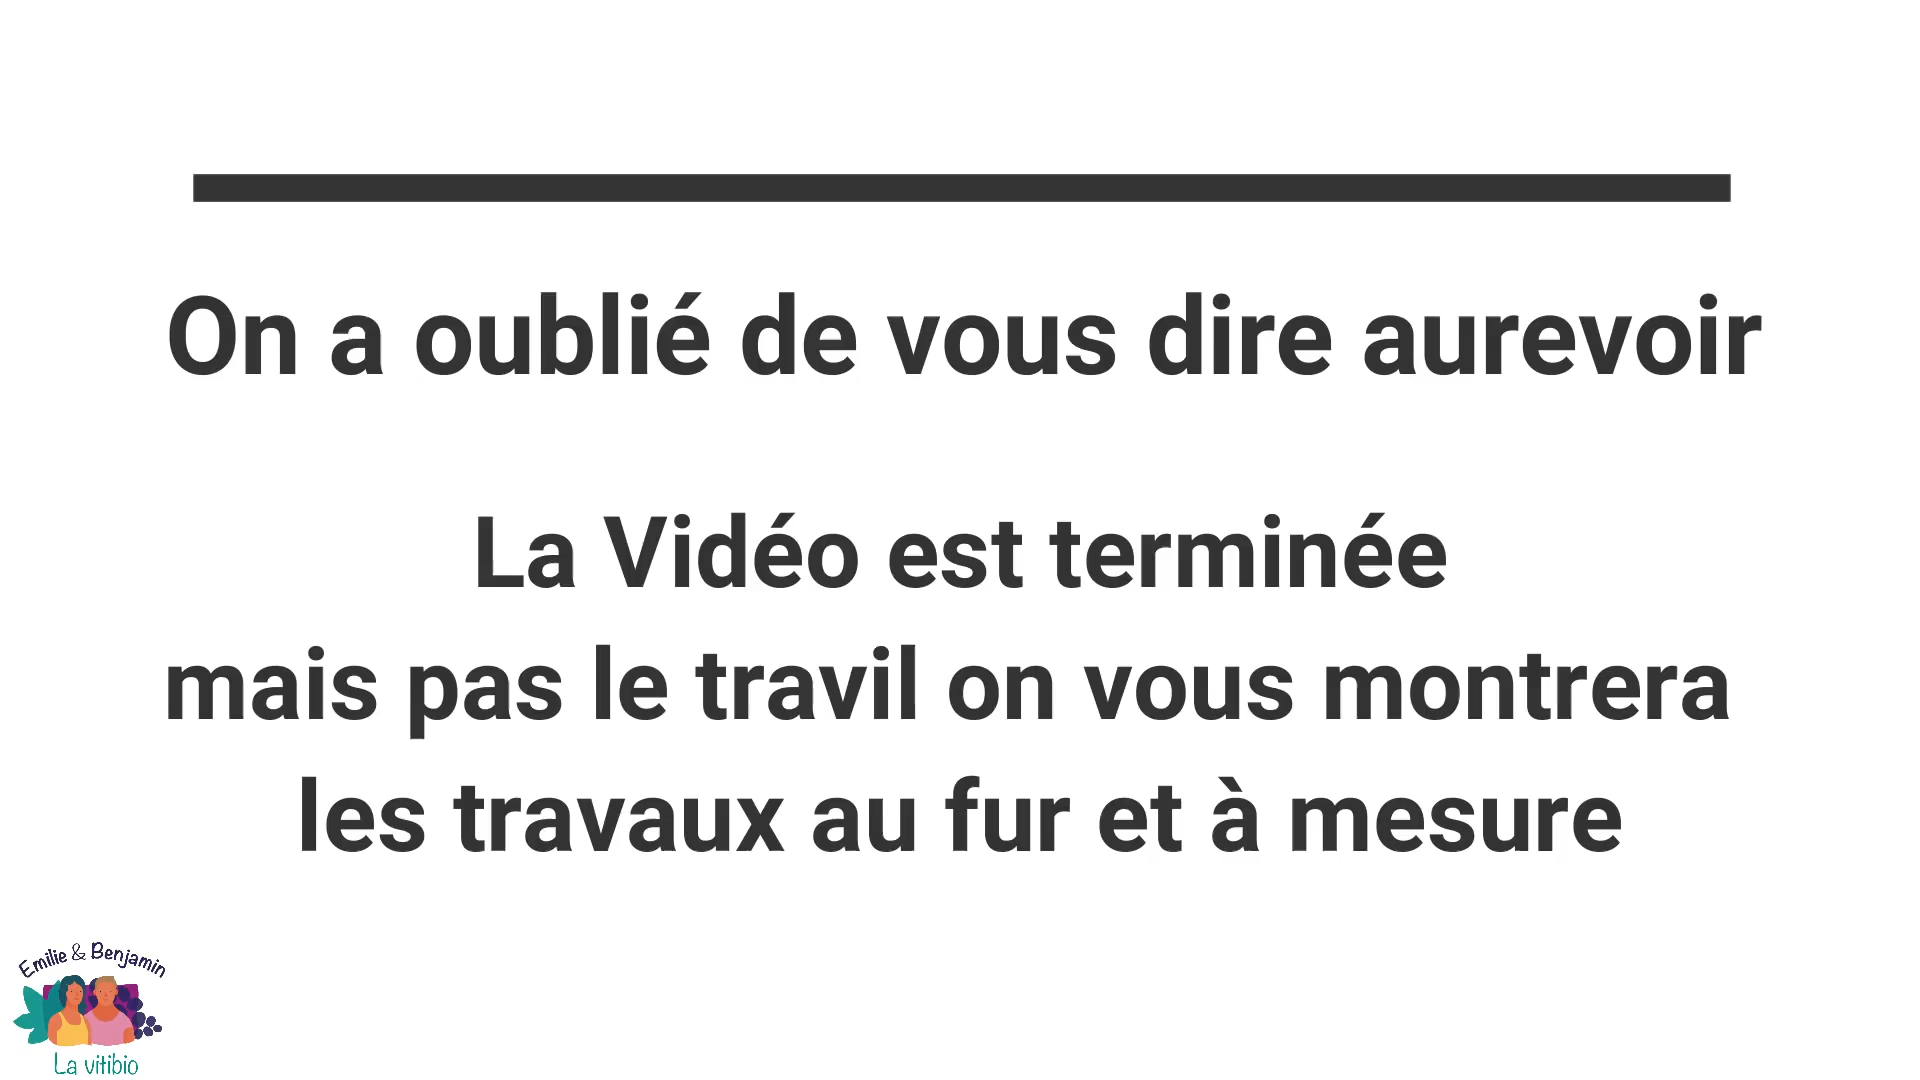 On a oublié de vous dire aurevoir
La Vidéo est terminée
mais pas le travil on vous montrera
les travaux au fur et à mesure
Emilie & Benjamin
La vitibio